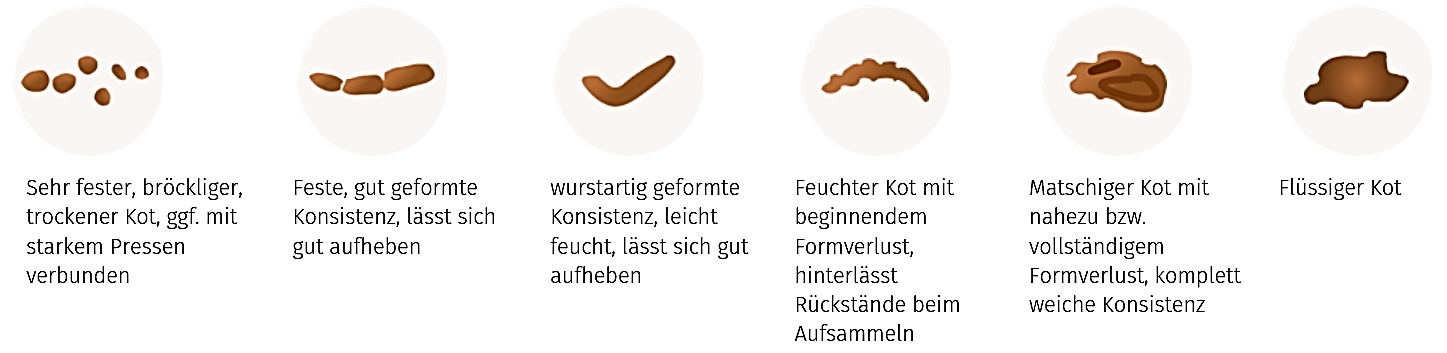 Sehr fester, bröckliger,
trockener Kot, ggf. mit
starkem Pressen
verbunden
Feste, gut geformte
Konsistenz, lässt sich
gut aufheben
wurstartig geformte
Konsistenz, leicht
feucht, lässt sich gut
aufheben
Feuchter Kot mit
beginnendem
Formverlust,
hinterlässt
Rückstände beim
Aufsammeln
Matschiger Kot mit
nahezu bzw.
vollständigem
Formverlust, komplett
weiche Konsistenz
Flüssiger Kot